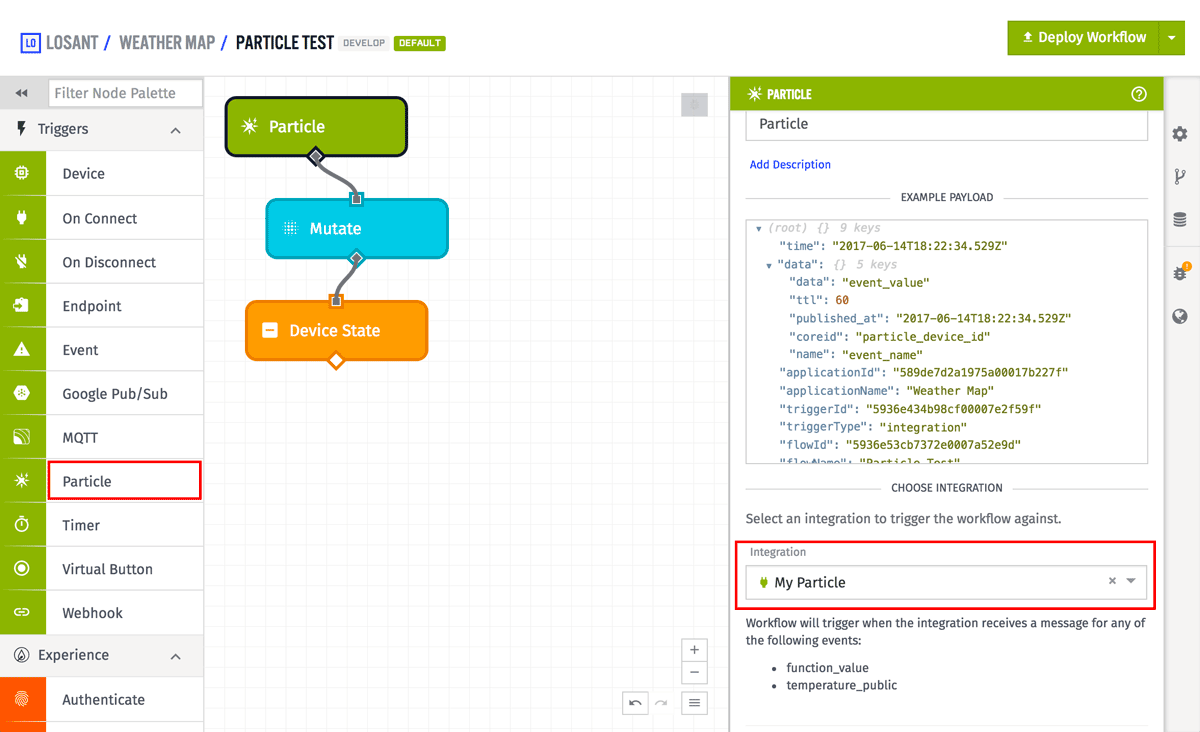 LO LOSANT / WEATHER MAP / PARTICLE TEST DEVELOP DEFAULT
Deploy Workflow
Filter Node Palette
Triggers
Device
On Connect
On Disconnect
Endpoint
Event
Google Pub/Sub
MQTT
Particle
Timer
Virtual Button
Webhook
Experience
Authenticate
Particle
Mutate
Device State
PARTICLE
Particle
Add Description
EXAMPLE PAYLOAD
(root) {} 9 keys
"time": "2017-06-14T18:22:34.529Z"
"data": {} 5 keys
"data": "event_value"
"ttl": 60
"published_at": "2017-06-14T18:22:34.529Z"
"coreid": "particle_device_id"
"name": "event_name"
"applicationId": "589de7d2a1975a00017b227f"
"applicationName": "Weather Map"
"triggerId": "5936e434b98cf00007e2f59f"
"triggerType": "integration"
"flowId": "5936e53cb7372e0007a52e9d"
"flowName": "Particle Test"
CHOOSE INTEGRATION
Select an integration to trigger the workflow against.
Integration
My Particle
Workflow will trigger when the integration receives a message for any of
the following events:
• function_value
• temperature_public